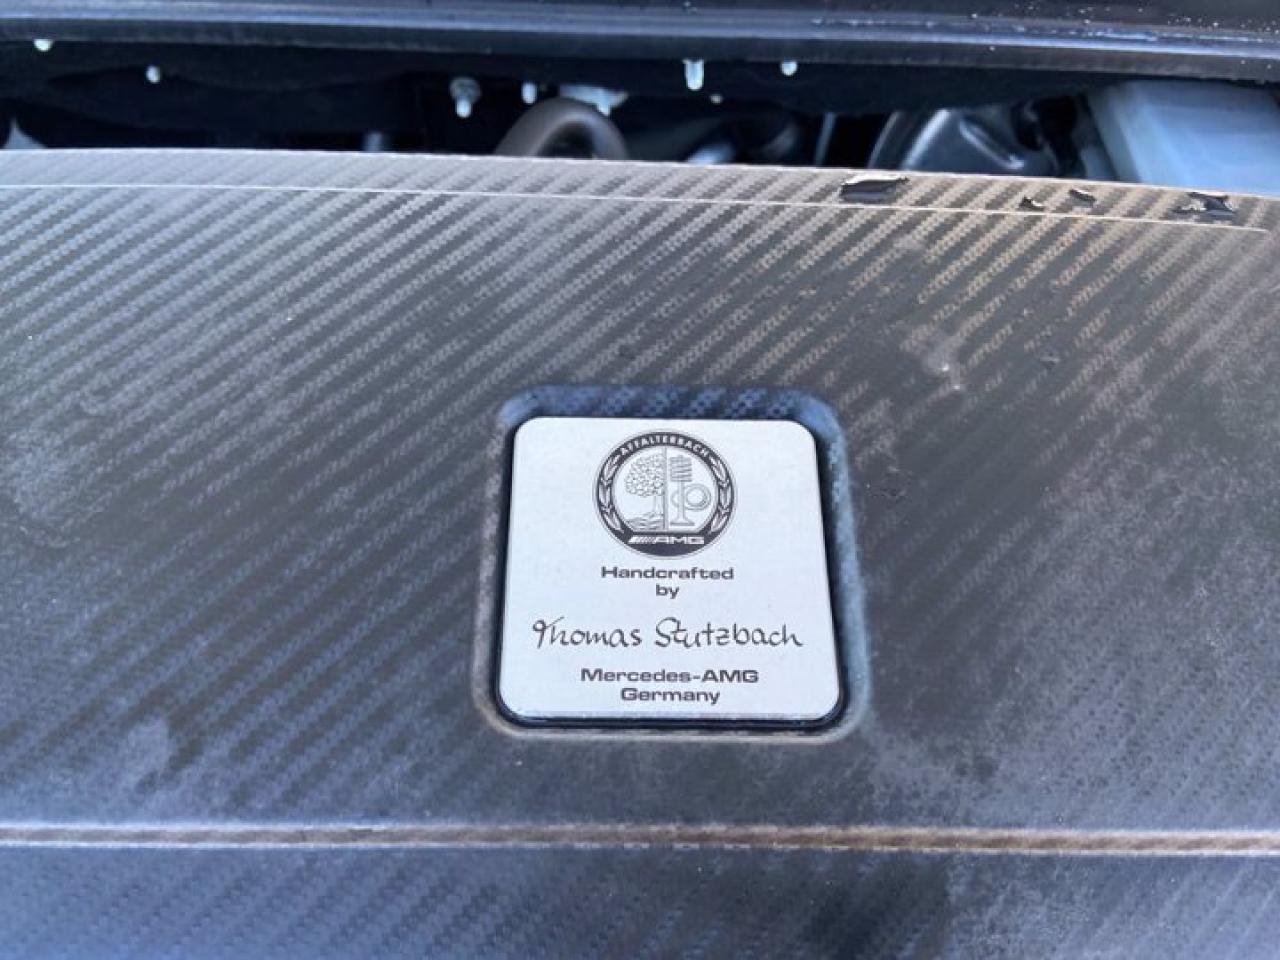 AFFALTERBACH
AMG
Handcrafted
by
Thomas Stutzbach
Mercedes-AMG
Germany